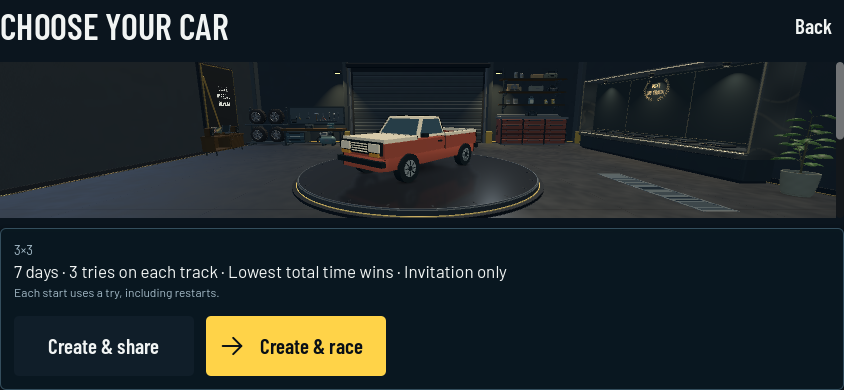 CHOOSE YOUR CAR
Back
3×3
7 days · 3 tries on each track · Lowest total time wins · Invitation only
Each start uses a try, including restarts.
Create & share
Create & race